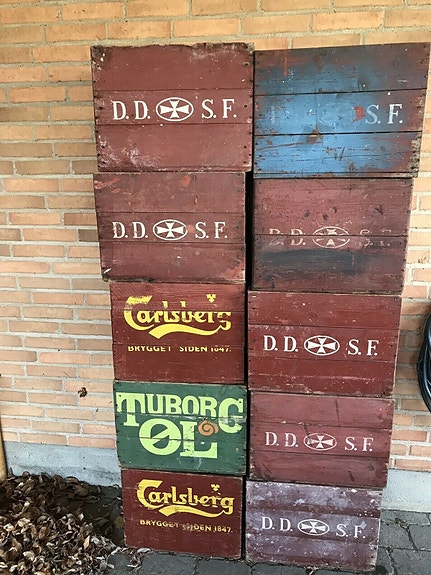 D.D. S.F.
S.F.
D.D. S.F.
D.D. S.F.
Carlsberg
BRYGGET SIDEN 1847.
D.D. S.F.
TUBORG
ØL
D.D. S.F.
Carlsberg
BRYGGET SIDEN 1847.
D.D. S.F.